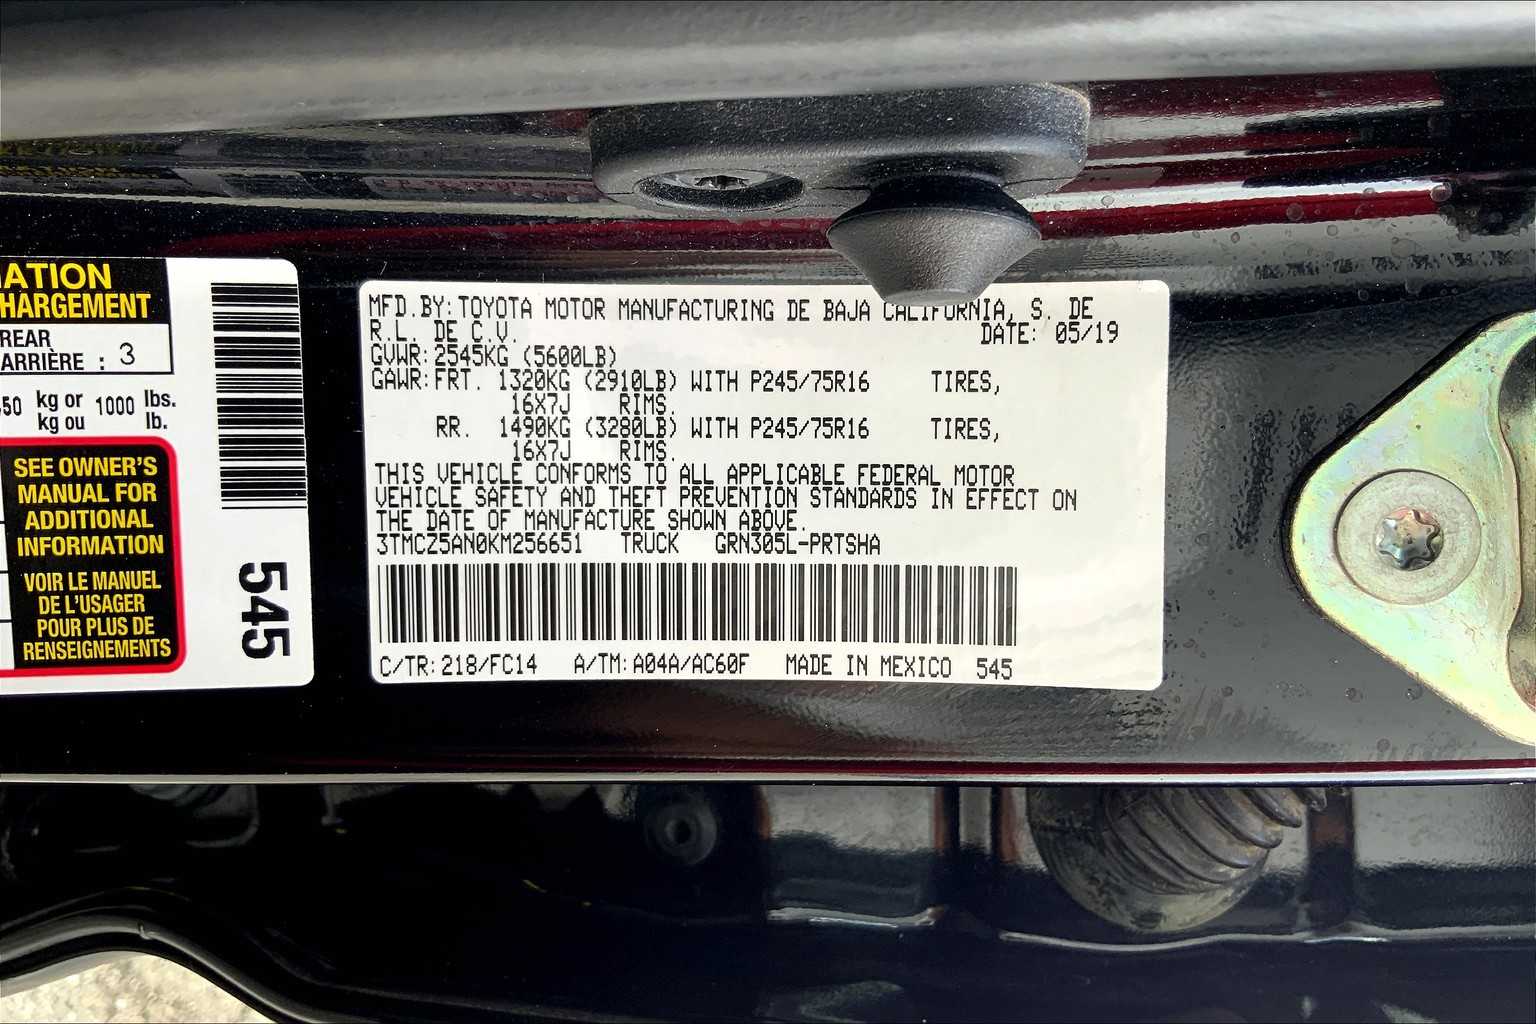 ATION
HARGEMENT
REAR
ARRIÈRE : 3
50 kg or 1000 lbs.
kg ou lb.
SEE OWNER'S
MANUAL FOR
ADDITIONAL
INFORMATION
VOIR LE MANUEL
DE L'USAGER
POUR PLUS DE
RENSEIGNEMENTS
545
MFD.BY:TOYOTA MOTOR MANUFACTURING DE BAJA CALIFORNIA, S. DE
R.L. DE C.V. DATE: 05/19
GVWR:2545KG (5600LB)
GAWR:FRT. 1320KG (2910LB) WITH P245/75R16 TIRES,
16X7J RIMS.
RR. 1490KG (3280LB) WITH P245/75R16 TIRES,
16X7J RIMS.
THIS VEHICLE CONFORMS TO ALL APPLICABLE FEDERAL MOTOR
VEHICLE SAFETY AND THEFT PREVENTION STANDARDS IN EFFECT ON
THE DATE OF MANUFACTURE SHOWN ABOVE.
3TMCZ5AN0KM256651 TRUCK GRN305L-PRTSHA
C/TR:218/FC14 A/TM:A04A/AC60F MADE IN MEXICO 545